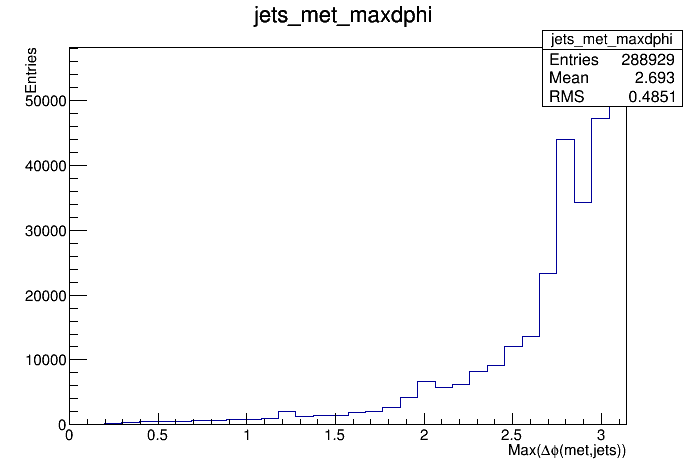 jets_met_maxdphi
jets_met_maxdphi
Entries 288929
Mean 2.693
RMS 0.4851
Entries
50000
40000
30000
20000
10000
0
0 0.5 1 1.5 2 2.5 3
Max(Δϕ(met,jets))